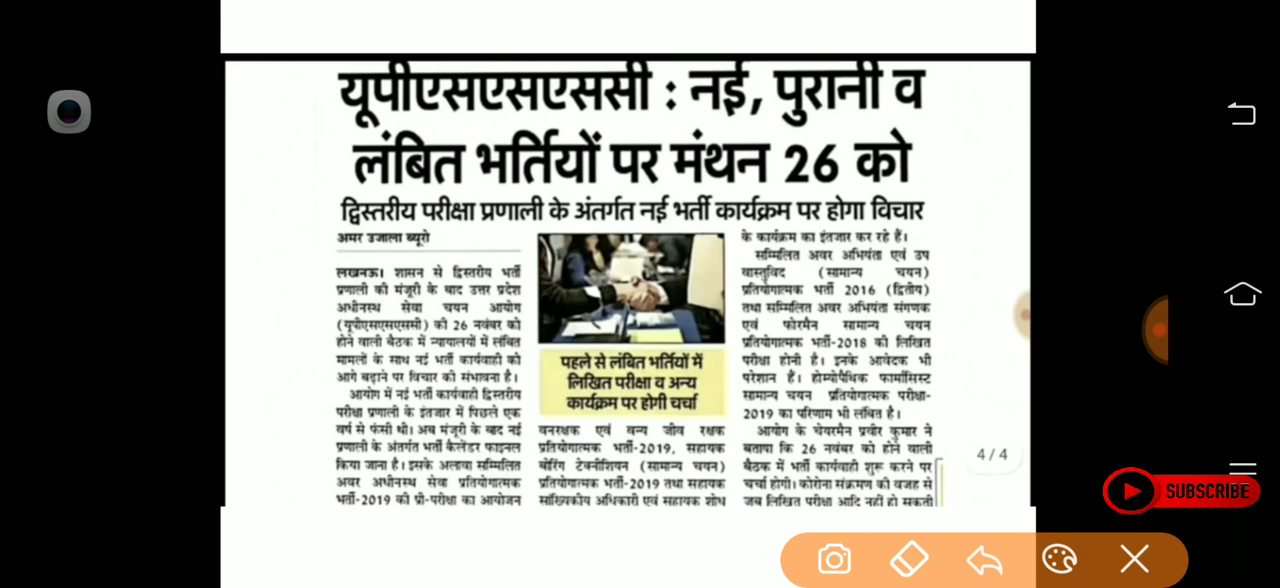 यूपीएसएसएससी : नई, पुरानी व
लंबित भर्तियों पर मंथन 26 को
द्विस्तरीय परीक्षा प्रणाली के अंतर्गत नई भर्ती कार्यक्रम पर होगा विचार
अमर उजाला ब्यूरो
लखनऊ। शासन से द्विस्तरीय भर्ती
प्रणाली की मंजूरी के बाद उत्तर प्रदेश
अधीनस्थ सेवा चयन आयोग
(यूपीएसएसएससी) की 26 नवंबर को
होने वाली बैठक में न्यायालयों में लंबित
मामलों के साथ नई भर्ती कार्यवाही को
आगे बढ़ाने पर विचार की संभावना है।
आयोग में नई भर्ती कार्यवाही द्विस्तरीय
परीक्षा प्रणाली के इंतजार में पिछले एक
वर्ष से फंसी थी। अब मंजूरी के बाद नई
प्रणाली के अंतर्गत भर्ती कैलेंडर फाइनल
किया जाना है। इसके अलावा सम्मिलित
अवर अधीनस्थ सेवा प्रतियोगात्मक
भर्ती-2019 की प्री-परीक्षा का आयोजन
पहले से लंबित भर्तियों में
लिखित परीक्षा व अन्य
कार्यक्रम पर होगी चर्चा
वनरक्षक एवं वन्य जीव रक्षक
प्रतियोगात्मक भर्ती-2019, सहायक
बोरिंग टेक्नीशियन (सामान्य चयन)
प्रतियोगात्मक भर्ती-2019 तथा सहायक
सांख्यिकीय अधिकारी एवं सहायक शोध
के कार्यक्रम का इंतजार कर रहे हैं।
सम्मिलित अवर अभियंता एवं उप
वास्तुविद (सामान्य चयन)
प्रतियोगात्मक भर्ती 2016 (द्वितीय)
तथा सम्मिलित अवर अभियंता संगणक
एवं फोरमैन सामान्य चयन
प्रतियोगात्मक भर्ती-2018 की लिखित
परीक्षा होनी है। इनके आवेदक भी
परेशान हैं। होम्योपैथिक फार्मासिस्ट
सामान्य चयन प्रतियोगात्मक परीक्षा-
2019 का परिणाम भी लंबित है।
आयोग के चेयरमैन प्रवीर कुमार ने
बताया कि 26 नवंबर को होने वाली
बैठक में भर्ती कार्यवाही शुरू करने पर
चर्चा होगी। कोरोना संक्रमण की वजह से
जब लिखित परीक्षा आदि नहीं हो सकती
4 / 4
SUBSCRIBE